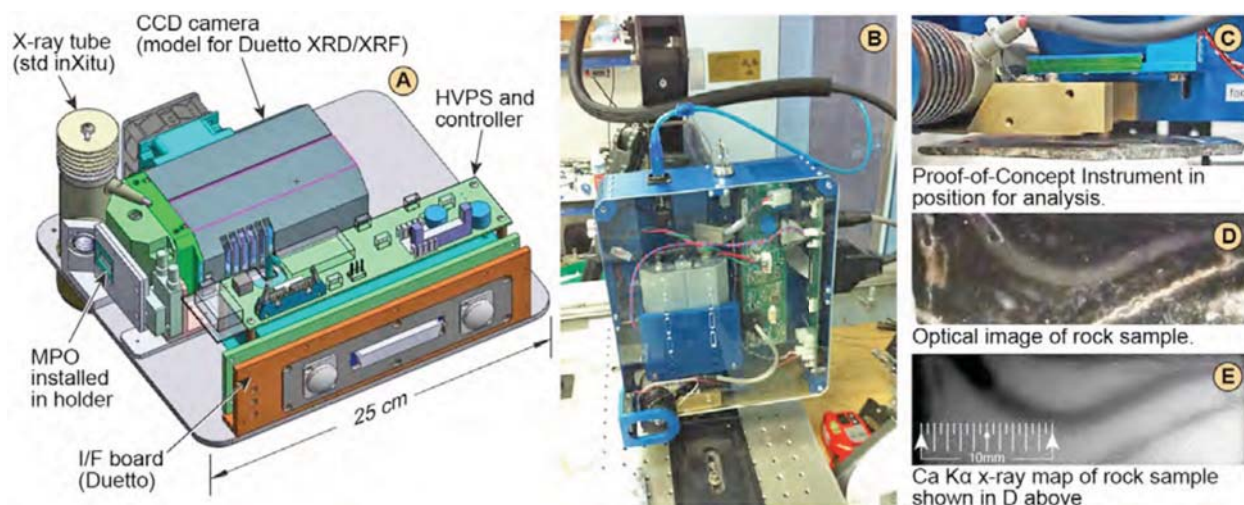 X-ray tube
(std inXitu)
CCD camera
(model for Duetto XRD/XRF)
A
HVPS and
controller
MPO
installed
in holder
I/F board
(Duetto)
25 cm
B
C
Proof-of-Concept Instrument in
position for analysis.
D
Optical image of rock sample.
E
10mm
Ca Kα x-ray map of rock sample
shown in D above